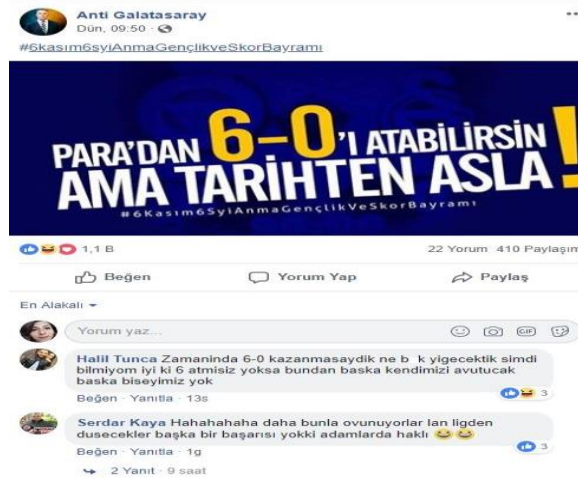 Anti Galatasaray
Dün, 09:50
#6kasım6syiAnmaGençlikveSkorBayramı
PARA'DAN 6-0'I ATABİLİRSİN
AMA TARİHTEN ASLA!
#6Kasım6SyiAnmaGençlikVeSkorBayramı
1,1 B
22 Yorum 410 Paylaşım
Beğen Yorum Yap Paylaş
En Alakalı
Yorum yaz...
GIF
Halil Tunca Zamaninda 6-0 kazanmasaydik ne b k yigecektik simdi
bilmiyom iyi ki 6 atmisiz yoksa bundan baska kendimizi avutucak
baska biseyimiz yok
3
Beğen · Yanıtla · 13s
Serdar Kaya Hahahahaha daha bunla ovunuyorlar lan ligden
dusecekler başka bir başarısı yokki adamlarda haklı
3
Beğen · Yanıtla · 1g
2 Yanıt · 9 saat